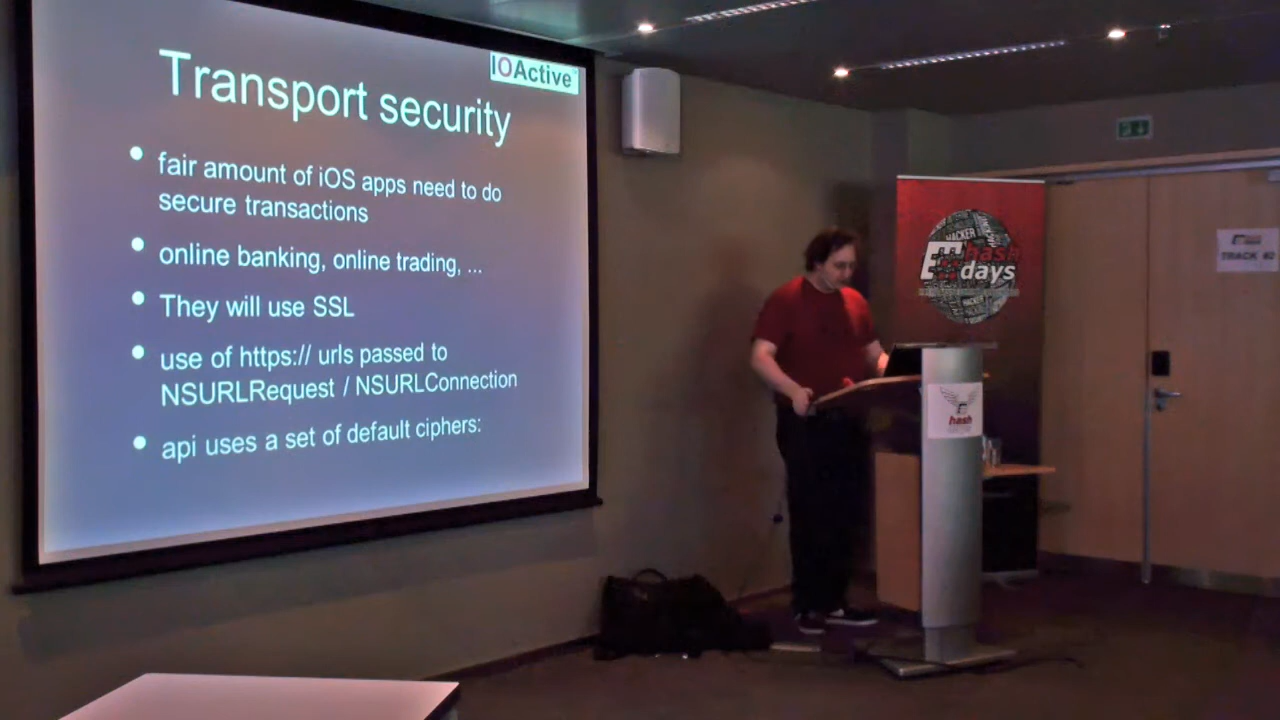 IOActive
Transport security
fair amount of iOS apps need to do
secure transactions
online banking, online trading, ...
They will use SSL
use of https:// urls passed to
NSURLRequest / NSURLConnection
api uses a set of default ciphers:
HACKER
hash
days
TRACK #2
hash